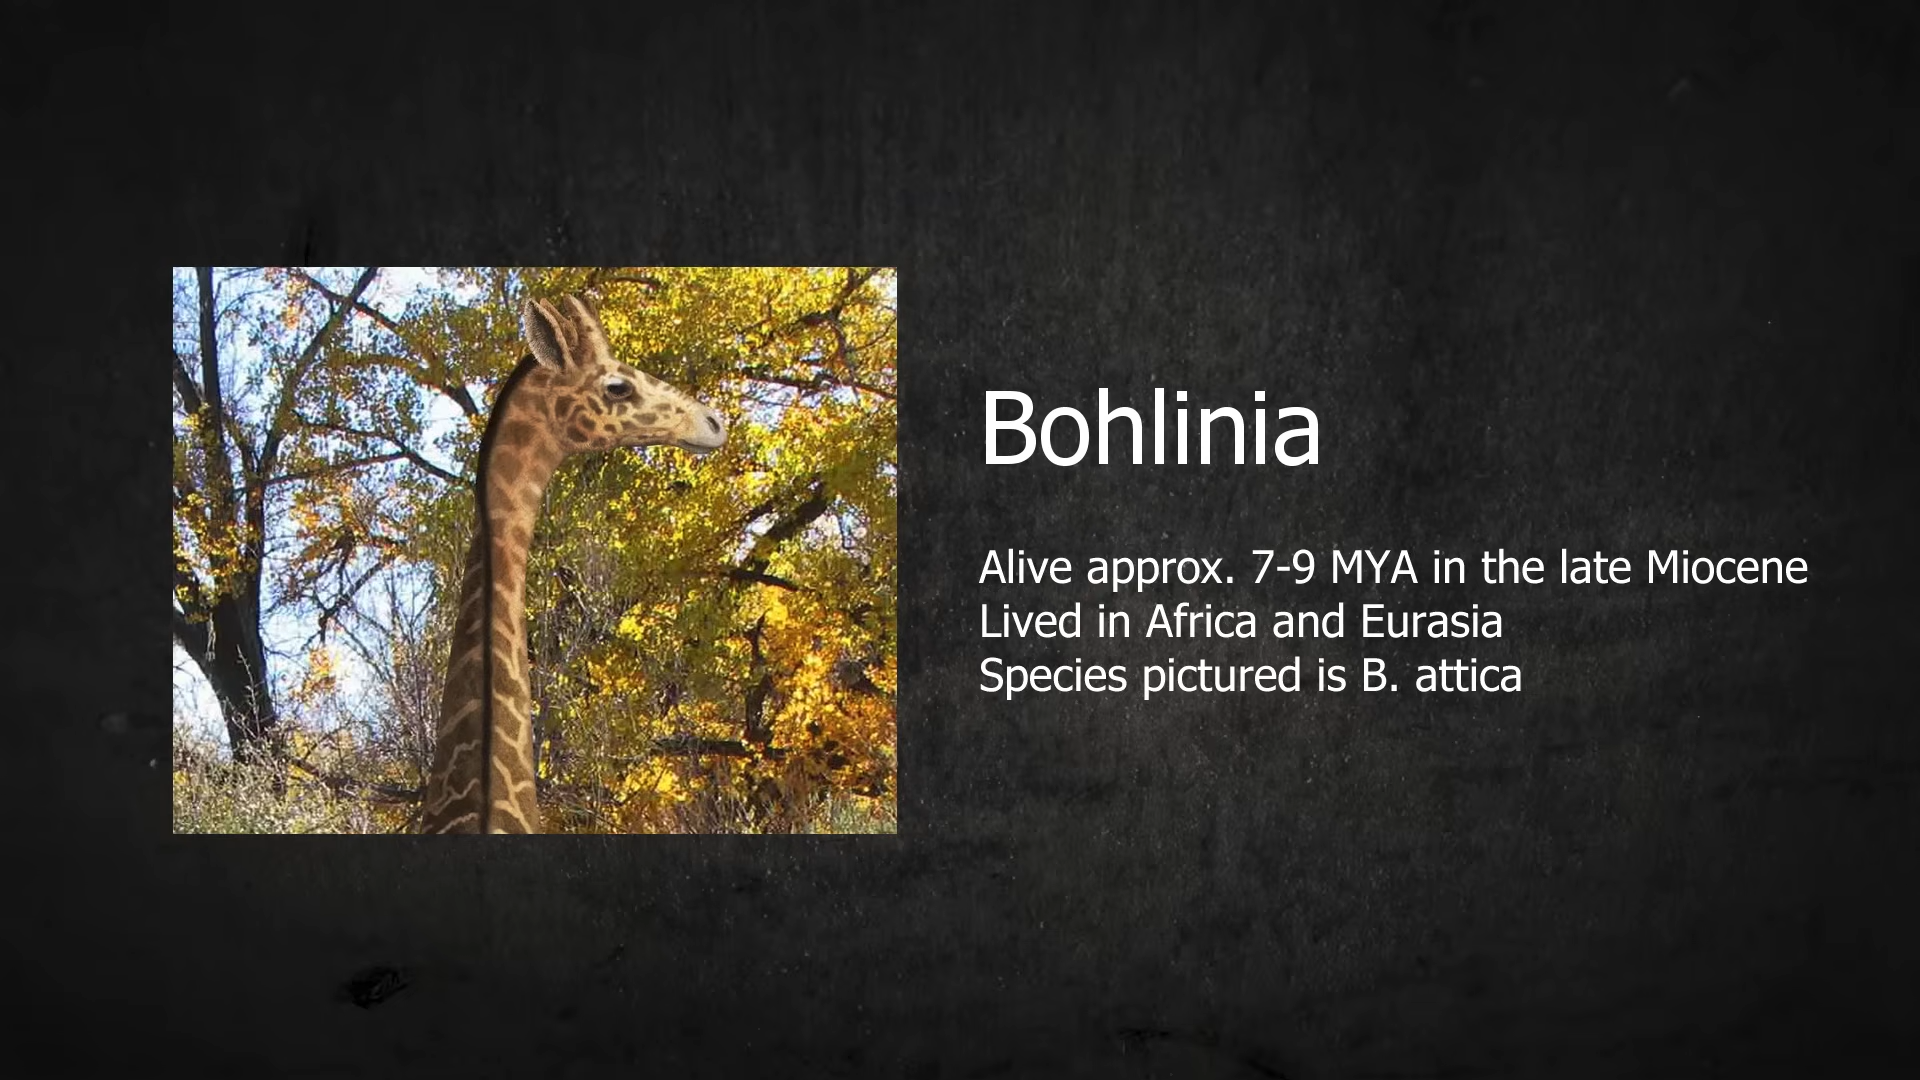 Bohlinia
Alive approx. 7-9 MYA in the late Miocene
Lived in Africa and Eurasia
Species pictured is B. attica